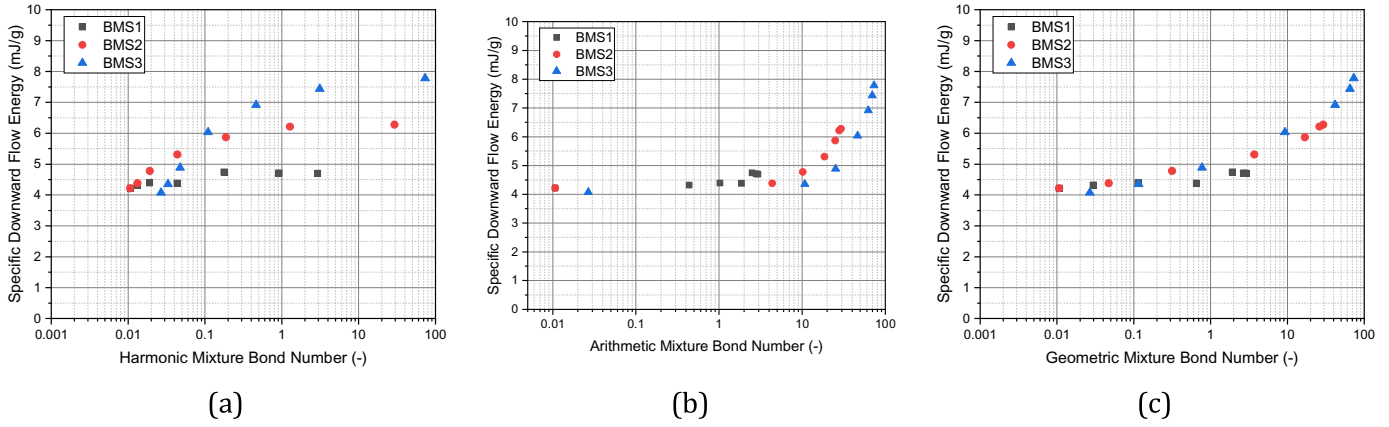 Specific Downward Flow Energy (mJ/g)
10
9
8
7
6
5
4
3
2
1
0
BMS1
BMS2
BMS3
0.001 0.01 0.1 1 10 100
Harmonic Mixture Bond Number (-)
(a)
Specific Downward Flow Energy (mJ/g)
10
9
8
7
6
5
4
3
2
1
0
BMS1
BMS2
BMS3
0.01 0.1 1 10 100
Arithmetic Mixture Bond Number (-)
(b)
Specific Downward Flow Energy (mJ/g)
10
9
8
7
6
5
4
3
2
1
0
BMS1
BMS2
BMS3
0.001 0.01 0.1 1 10 100
Geometric Mixture Bond Number (-)
(c)